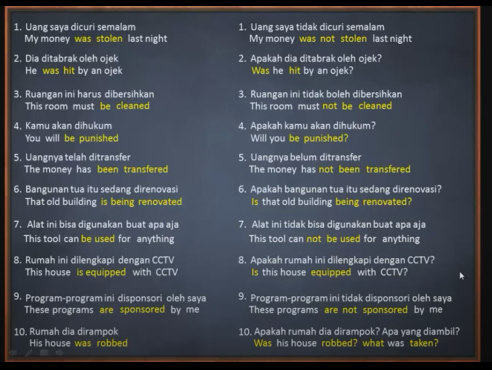 1. Uang saya dicuri semalam
My money was stolen last night
2. Dia ditabrak oleh ojek
He was hit by an ojek
3. Ruangan ini harus dibersihkan
This room must be cleaned
4. Kamu akan dihukum
You will be punished
5. Uangnya telah ditransfer
The money has been transfered
6. Bangunan tua itu sedang direnovasi
That old building is being renovated
7. Alat ini bisa digunakan buat apa aja
This tool can be used for anything
8. Rumah ini dilengkapi dengan CCTV
This house is equipped with CCTV
9. Program-program ini disponsori oleh saya
These programs are sponsored by me
10. Rumah dia dirampok
His house was robbed
1. Uang saya tidak dicuri semalam
My money was not stolen last night
2. Apakah dia ditabrak oleh ojek?
Was he hit by an ojek?
3. Ruangan ini tidak boleh dibersihkan
This room must not be cleaned
4. Apakah kamu akan dihukum?
Will you be punished?
5. Uangnya belum ditransfer
The money has not been transfered
6. Apakah bangunan tua itu sedang direnovasi?
Is that old building being renovated?
7. Alat ini tidak bisa digunakan buat apa aja
This tool can not be used for anything
8. Apakah rumah ini dilengkapi dengan CCTV?
Is this house equipped with CCTV?
9. Program-program ini tidak disponsori oleh saya
These programs are not sponsored by me
10. Apakah rumah dia dirampok? Apa yang diambil?
Was his house robbed? what was taken?